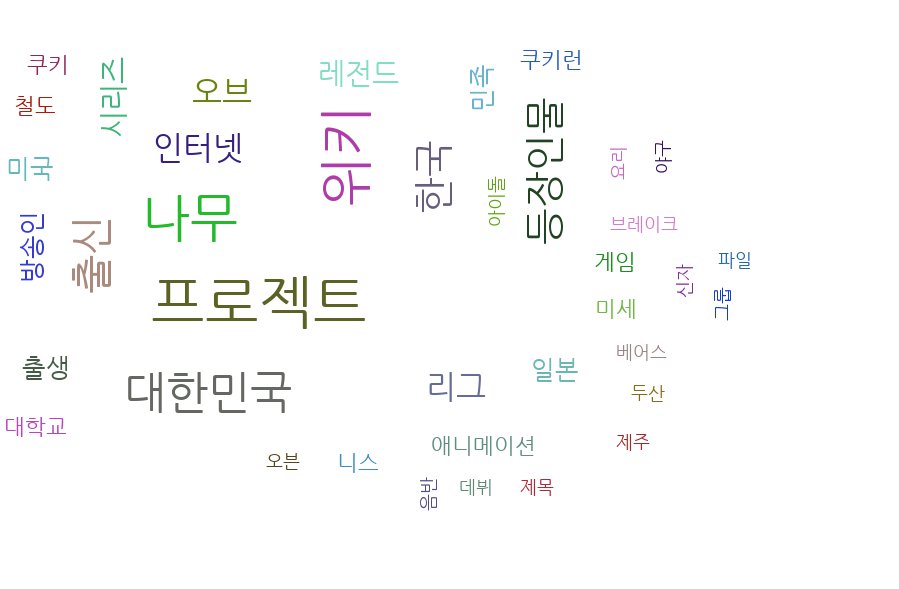 쿠키
시리즈
레전드
민족
쿠키런
철도
오브
인터넷
위키
한국
등장인물
요리
야구
미국
방송인
출신
나무
아이돌
브레이크
게임
신자
파일
프로젝트
미세
그룹
출생
대한민국
리그
일본
베어스
두산
대학교
오븐
니스
애니메이션
제주
음반
데뷔
제목